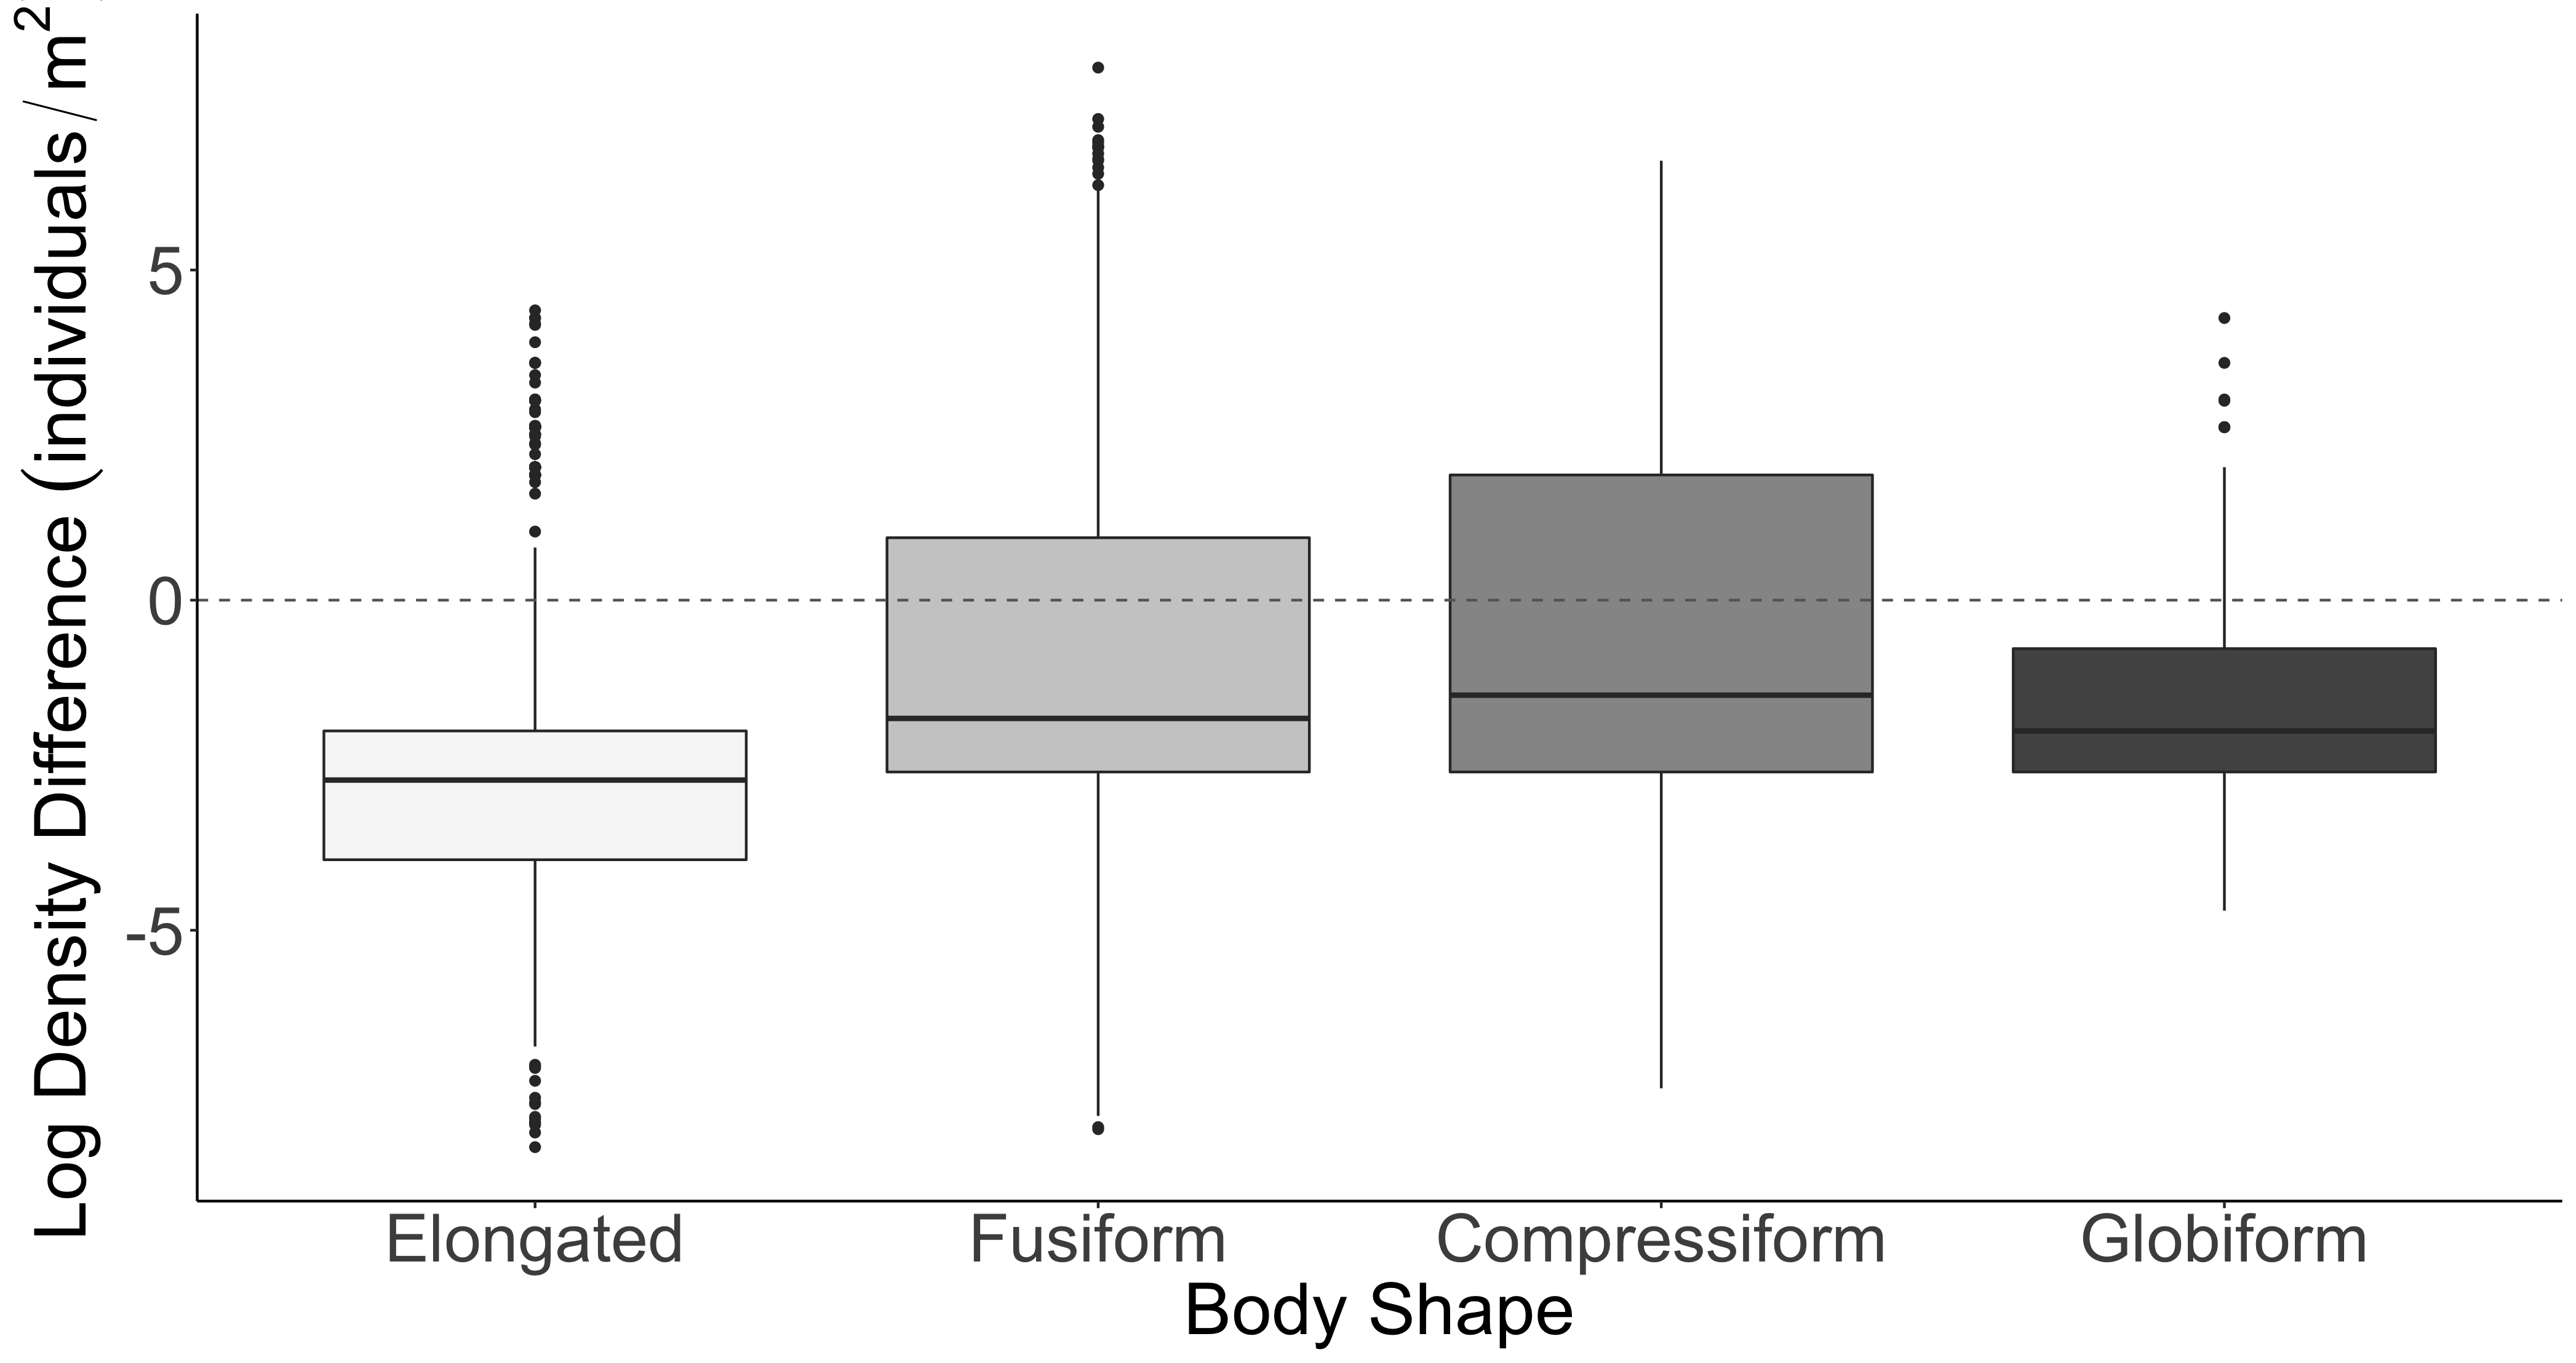 Log Density Difference (individuals/m²
5
0
-5
Elongated Fusiform Compressiform Globiform
Body Shape